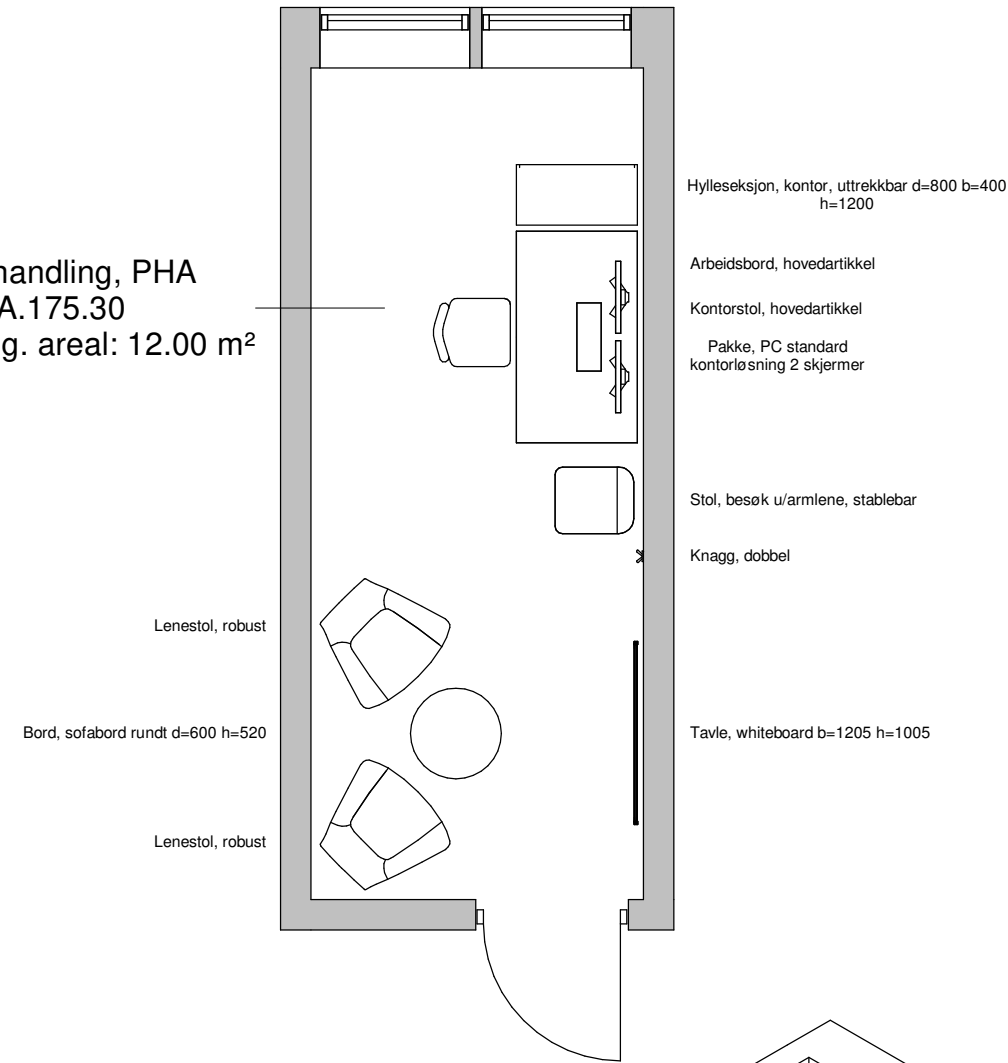 Hylleseksjon, kontor, uttrekkbar d=800 b=400
h=1200
handling, PHA
A.175.30
g. areal: 12.00 m²
Arbeidsbord, hovedartikkel
Kontorstol, hovedartikkel
Pakke, PC standard
kontorløsning 2 skjermer
Stol, besøk u/armlene, stablebar
Knagg, dobbel
Lenestol, robust
Bord, sofabord rundt d=600 h=520
Tavle, whiteboard b=1205 h=1005
Lenestol, robust